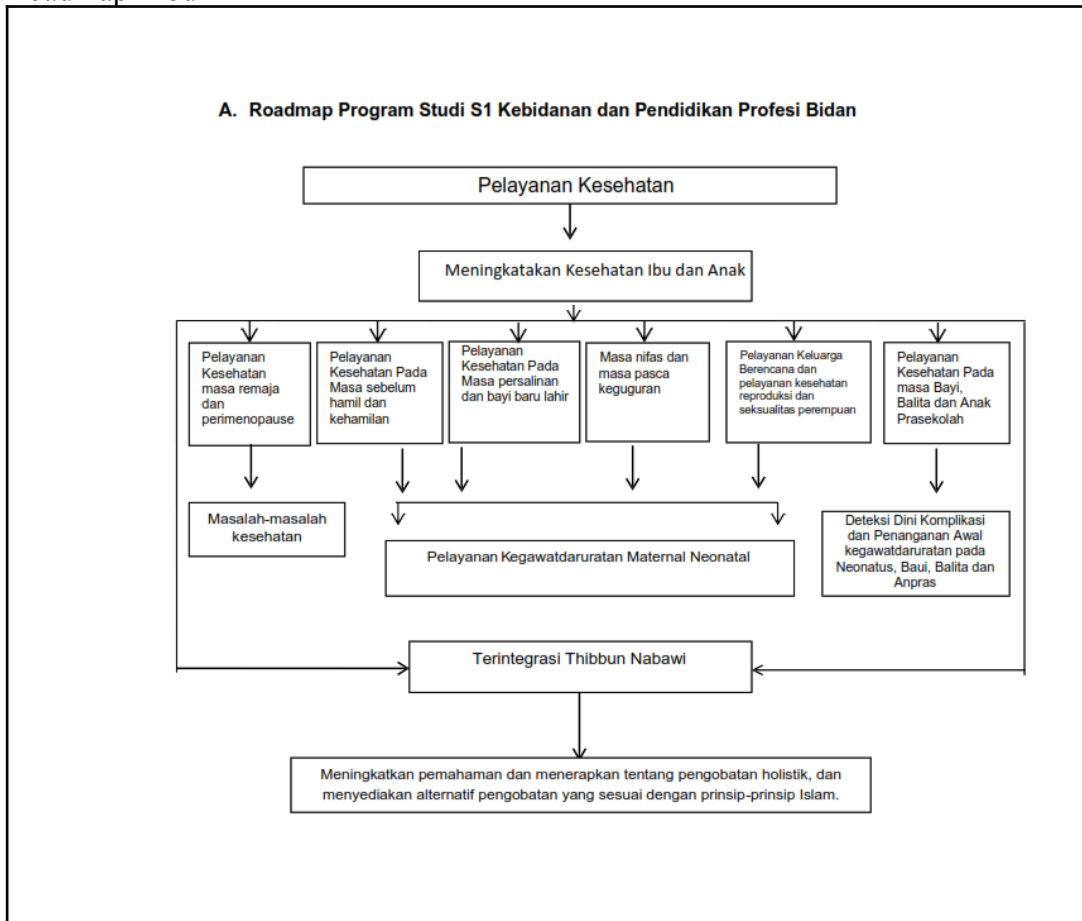 A. Roadmap Program Studi S1 Kebidanan dan Pendidikan Profesi Bidan
Pelayanan Kesehatan
Meningkatakan Kesehatan Ibu dan Anak
Pelayanan
Kesehatan
masa remaja
dan
perimenopause
Pelayanan
Kesehatan Pada
Masa sebelum
hamil dan
kehamilan
Pelayanan
Kesehatan Pada
Masa persalinan
dan bayi baru lahir
Masa nifas dan
masa pasca
keguguran
Pelayanan Keluarga
Berencana dan
pelayanan kesehatan
reproduksi dan
seksualitas perempuan
Pelayanan
Kesehatan Pada
masa Bayi,
Balita dan Anak
Prasekolah
Masalah-masalah
kesehatan
Pelayanan Kegawatdaruratan Maternal Neonatal
Deteksi Dini Komplikasi
dan Penanganan Awal
kegawatdaruratan pada
Neonatus, Baui, Balita dan
Anpras
Terintegrasi Thibbun Nabawi
Meningkatkan pemahaman dan menerapkan tentang pengobatan holistik, dan
menyediakan alternatif pengobatan yang sesuai dengan prinsip-prinsip Islam.